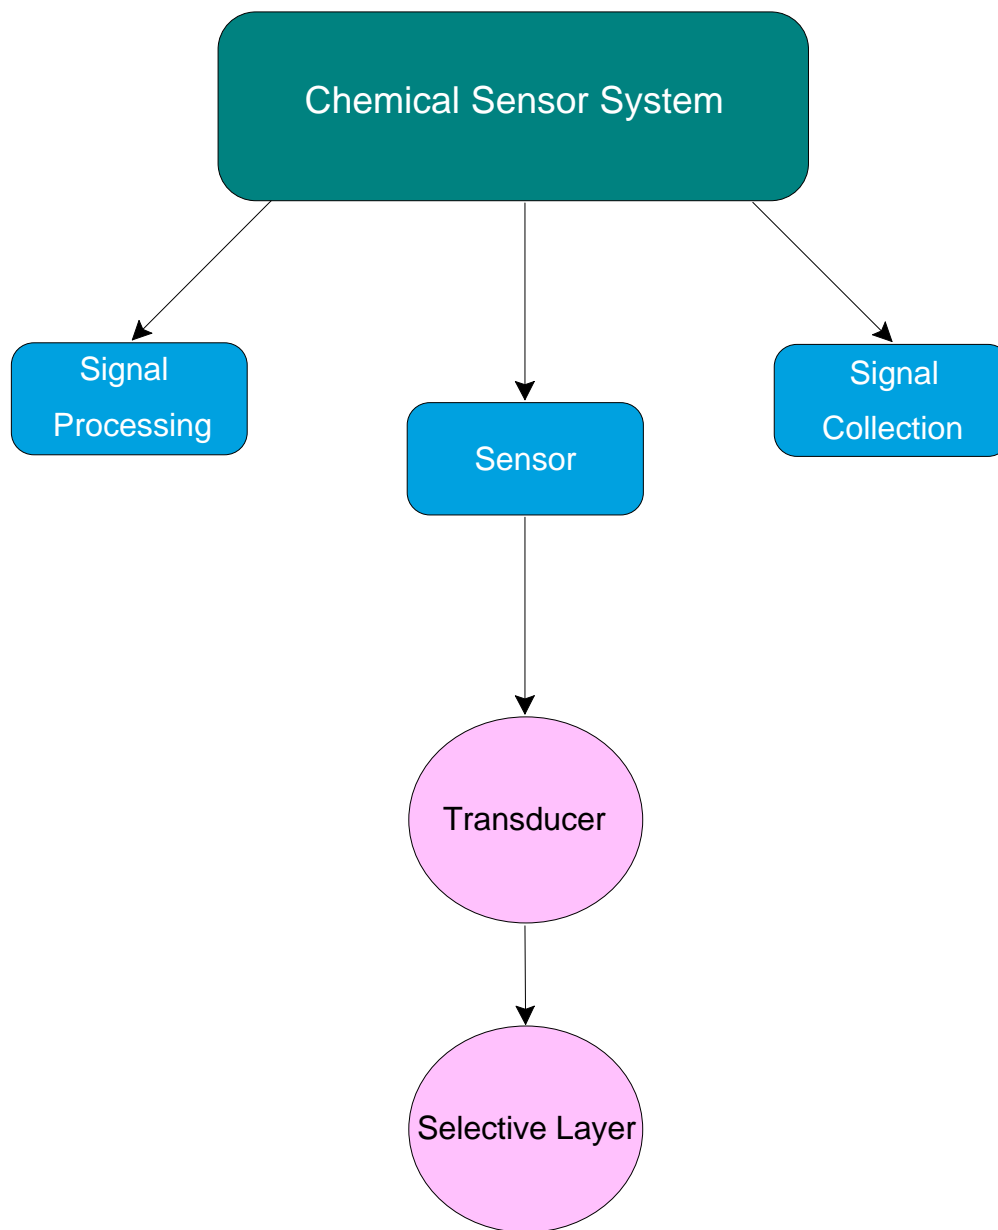 Chemical Sensor System
Signal
Processing
Sensor
Signal
Collection
Transducer
Selective Layer